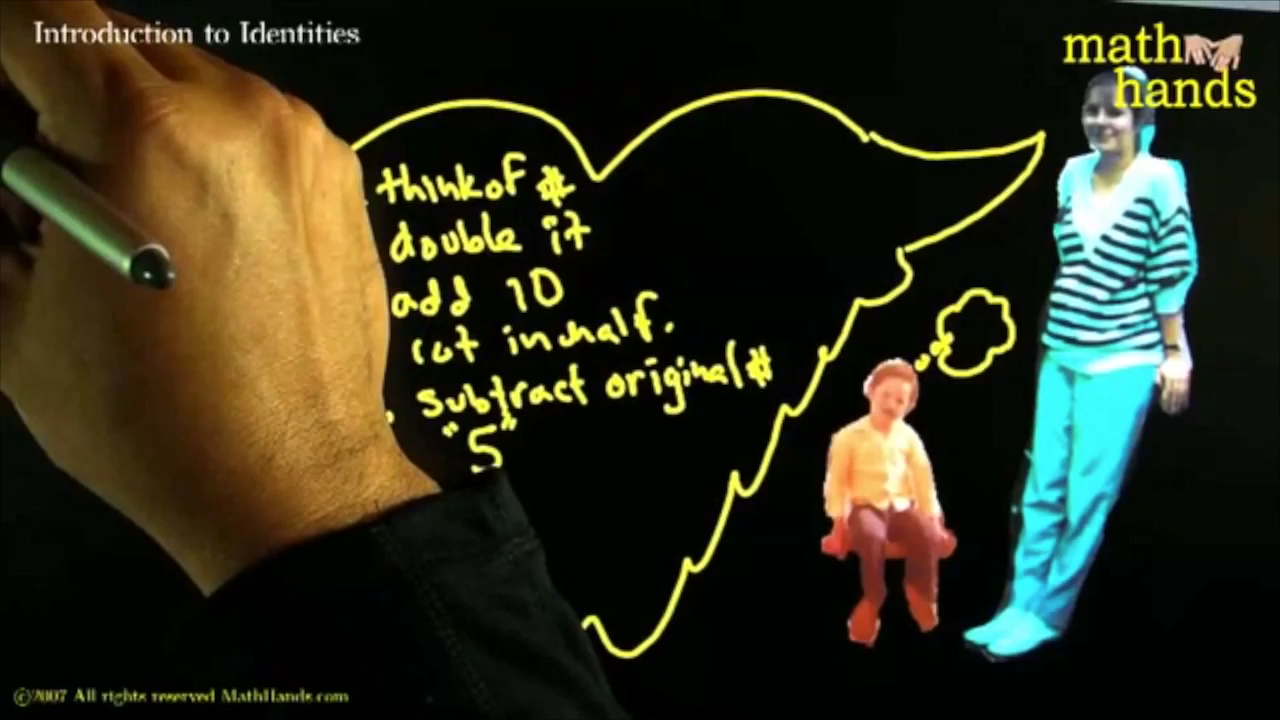 Introduction to Identities
math
hands
think of #
double it
add 10
cut in half.
subtract original #
"5"
©2007 All rights reserved MathHands.com